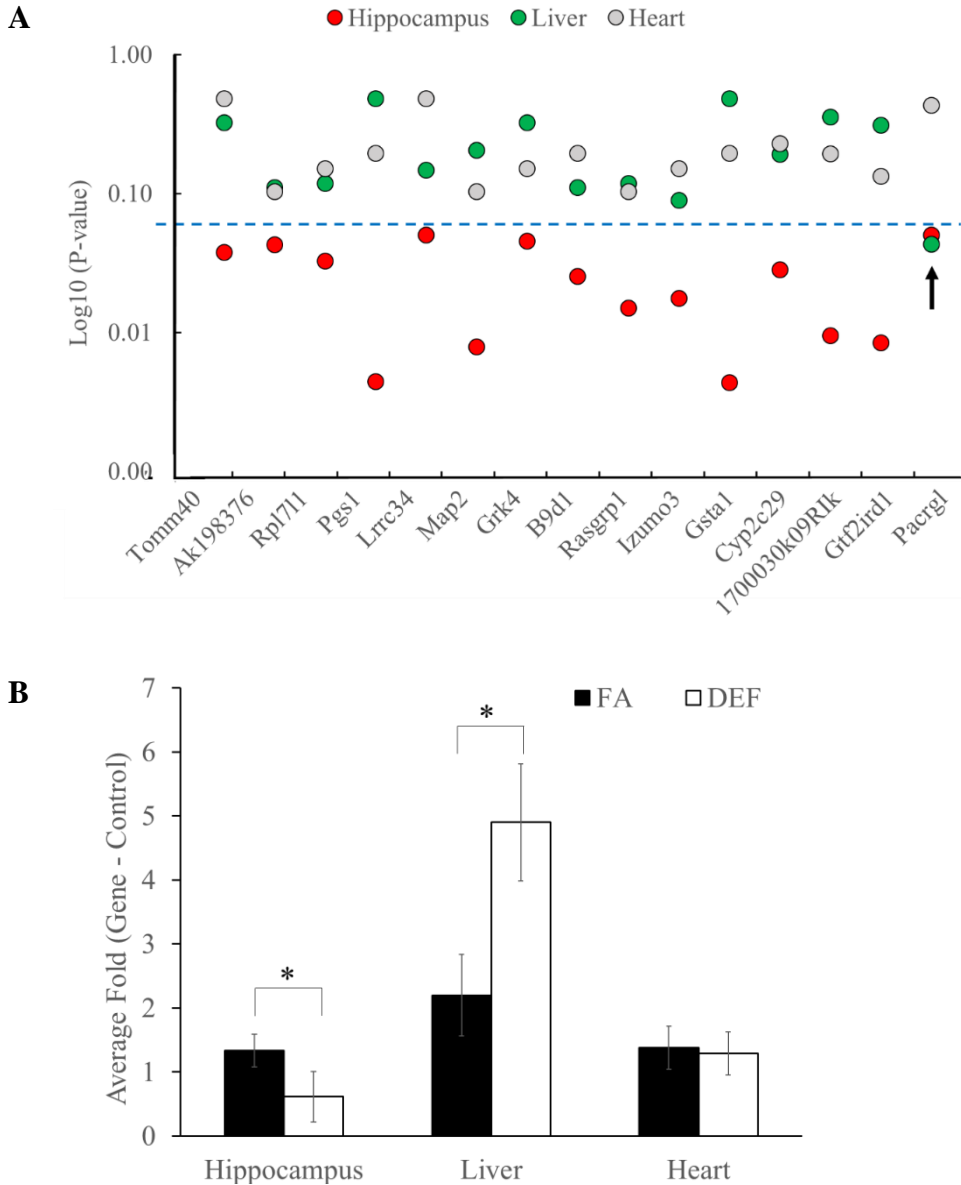 A
Hippocampus Liver Heart
1.00
0.10
0.01
0.00
Log10 (P-value)
Tomm40
Ak198376
Rpl7l1
Pgs1
Lrrc34
Map2
Grk4
B9d1
Rasgrp1
Izumo3
Gsta1
Cyp2c29
1700030k09RIk
Gtf2ird1
Pacrgl
B
FA DEF
7
6
5
4
3
2
1
0
Average Fold (Gene - Control)
* 
*
Hippocampus Liver Heart